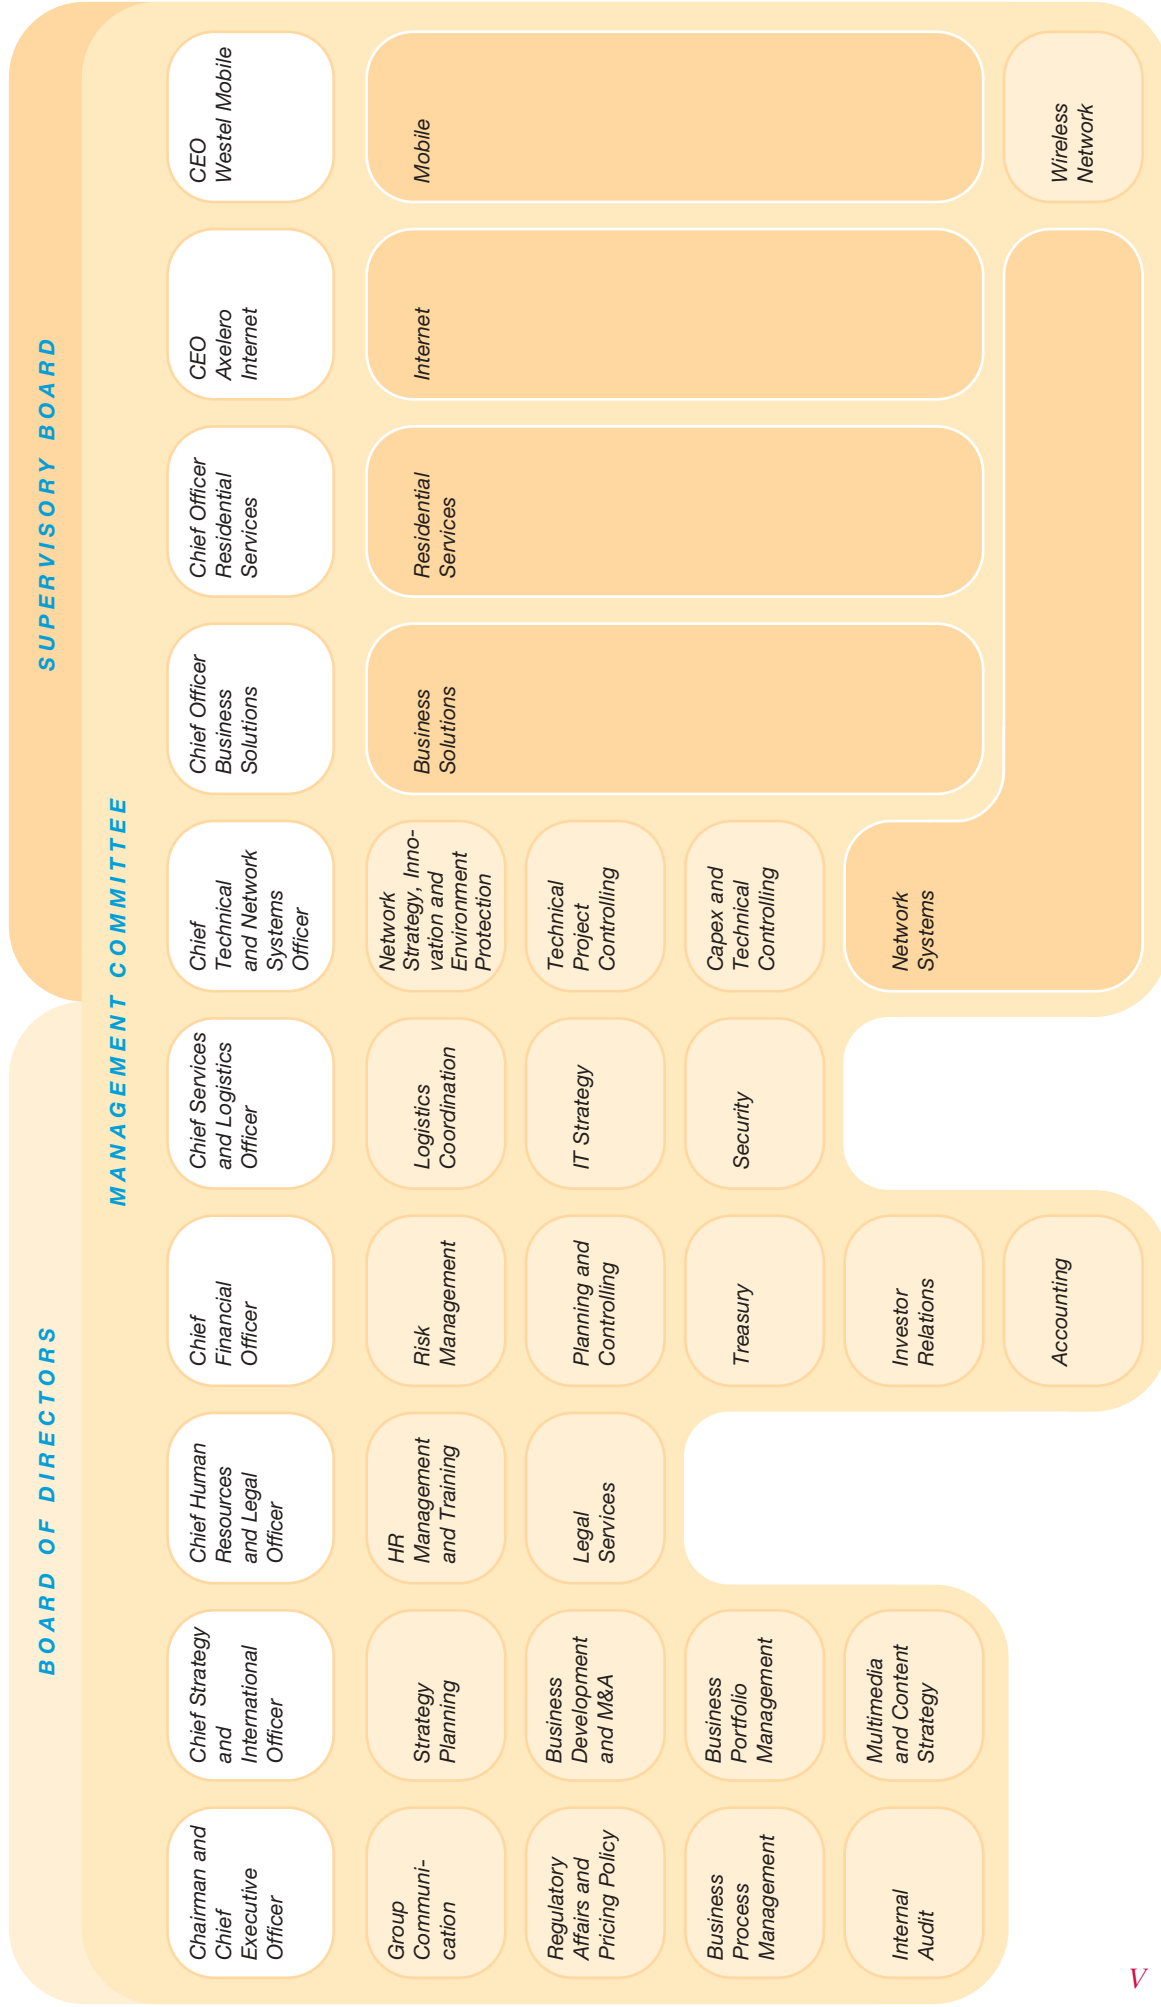 BOARD OF DIRECTORS
SUPERVISORY BOARD
MANAGEMENT COMMITTEE
Chairman and
Chief
Executive
Officer
Chief Strategy
and
International
Officer
Chief Human
Resources
and Legal
Officer
Chief
Financial
Officer
Chief Services
and Logistics
Officer
Chief
Technical
and Network
Systems
Officer
Chief Officer
Business
Solutions
Chief Officer
Residential
Services
CEO
Axelero
Internet
CEO
Westel Mobile
Group
Communi-
cation
Strategy
Planning
HR
Management
and Training
Risk
Management
Logistics
Coordination
Network
Strategy, Inno-
vation and
Environment
Protection
Business
Solutions
Residential
Services
Internet
Mobile
Regulatory
Affairs and
Pricing Policy
Business
Development
and M&A
Legal
Services
Planning and
Controlling
IT Strategy
Technical
Project
Controlling
Business
Process
Management
Business
Portfolio
Management
Treasury
Security
Capex and
Technical
Controlling
Internal
Audit
Multimedia
and Content
Strategy
Investor
Relations
Network
Systems
Accounting
Wireless
Network
V